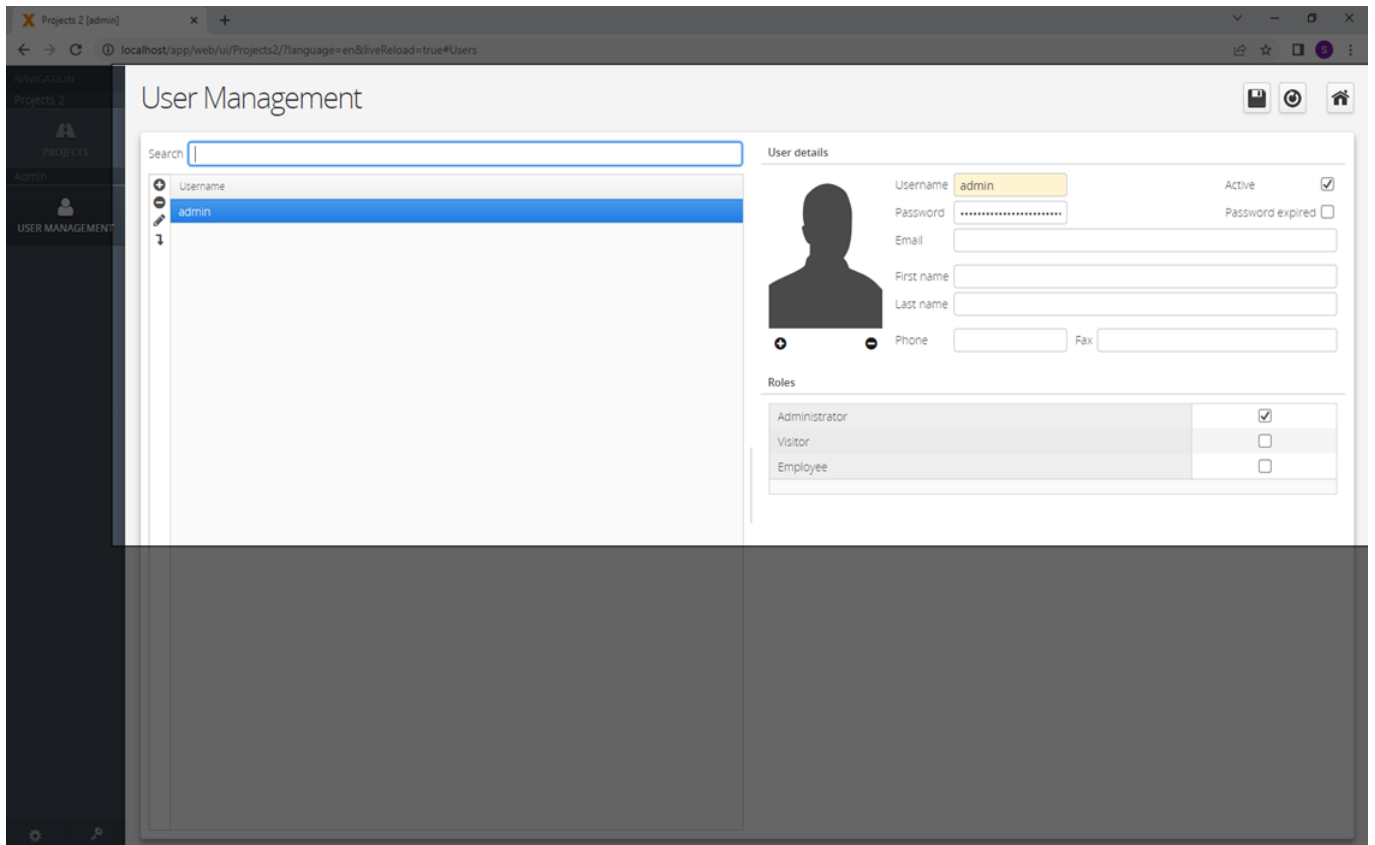 Projects 2 [admin]
localhost/app/web/ui/Projects2/?language=en&liveReload=true#Users
S
NAVIGATION
Projects 2
PROJECTS
Admin
USER MANAGEMENT
User Management
Search
Username
admin
User details
Username admin Active
Password Password expired
Email
First name
Last name
Phone Fax
Roles
Administrator
Visitor
Employee